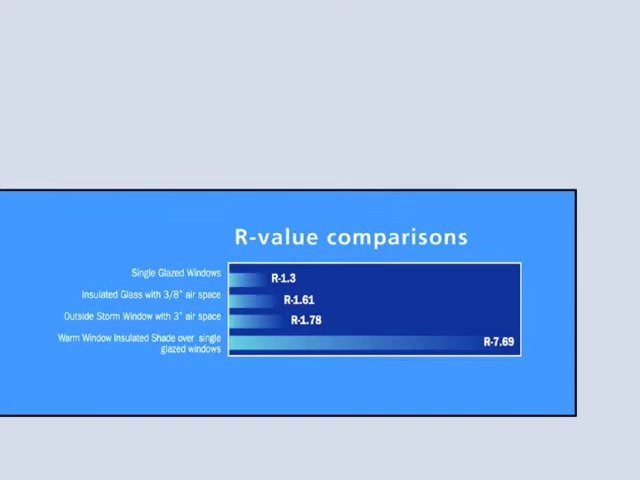 R-value comparisons
Single Glazed Windows
R-1.3
Insulated Glass with 3/8" air space
R-1.61
Outside Storm Window with 3" air space
R-1.78
Warm Window Insulated Shade over single
glazed windows
R-7.69